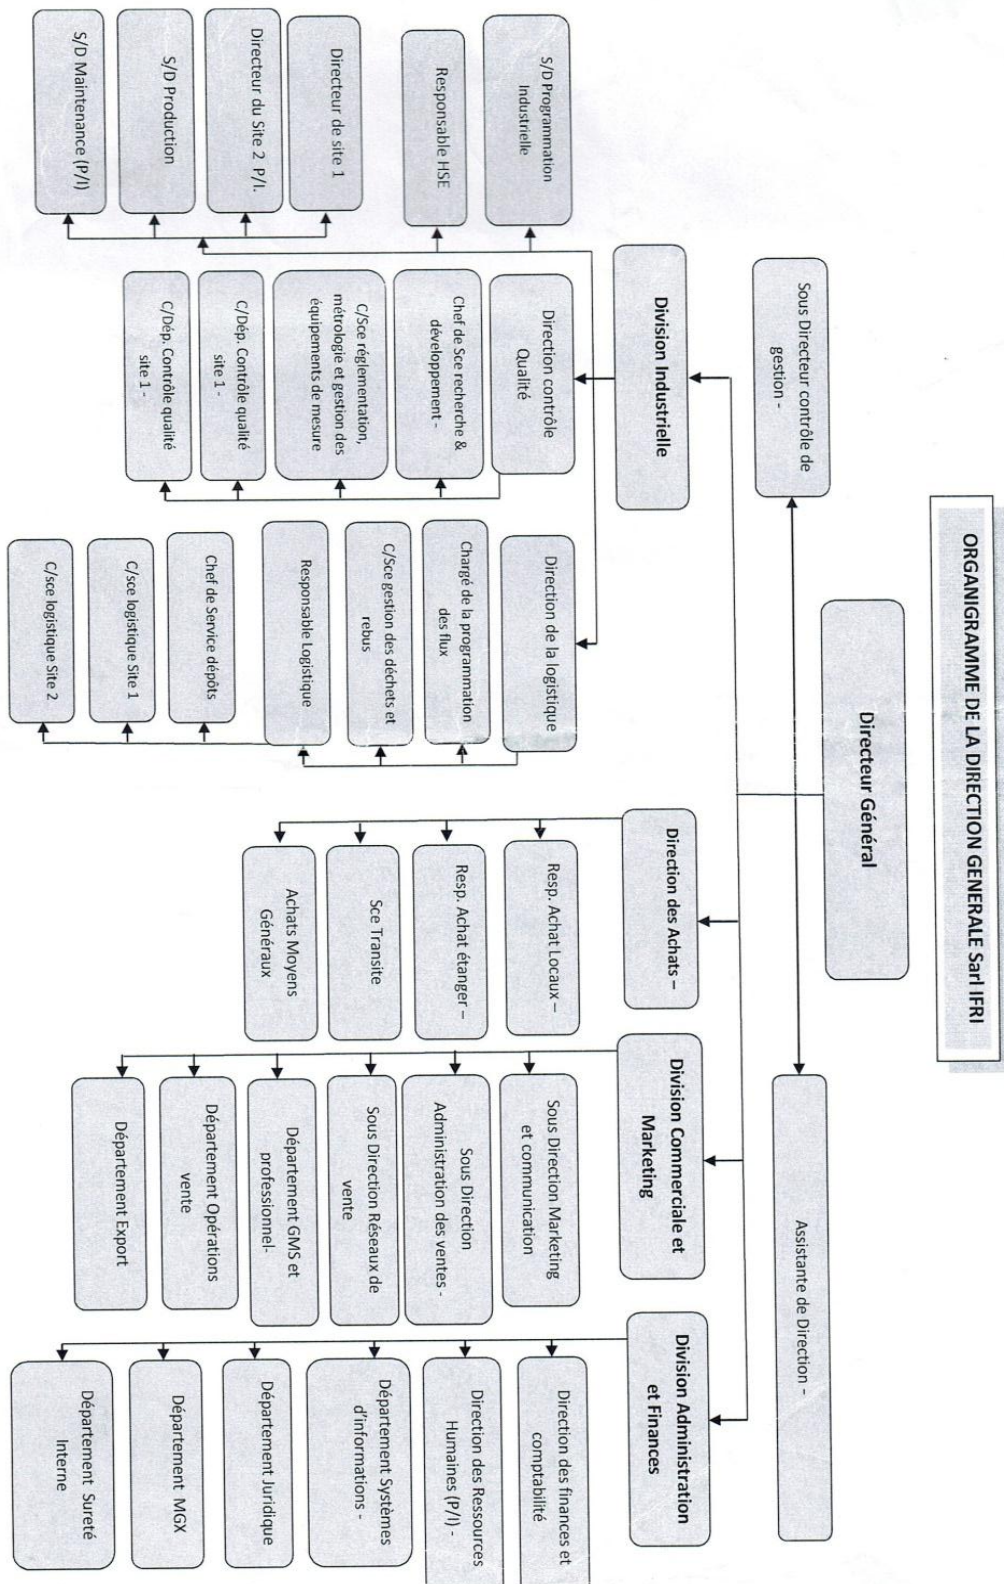 ORGANIGRAMME DE LA DIRECTION GENERALE Sarl IFRI
Directeur Général
Sous Directeur contrôle de
gestion -
Assistante de Direction –
Division Industrielle
Direction des Achats –
Division Commerciale et
Marketing
Division Administration
et Finances
S/D Programmation
Industrielle
Responsable HSE
Directeur de site 1
Directeur du Site 2 P/I.
S/D Production
S/D Maintenance (P/I)
Direction contrôle
Qualité
Chef de Sce recherche &
développement -
C/Sce réglementation,
métrologie et gestion des
équipements de mesure
C/Dép. Contrôle qualité
site 1 -
C/Dép. Contrôle qualité
site 1 -
Direction de la logistique
Chargé de la programmation
des flux
C/Sce gestion des déchets et
rebus
Responsable Logistique
Chef de Service dépôts
C/sce logistique Site 1
C/sce logistique Site 2
Resp. Achat Locaux –
Resp. Achat étanger –
Sce Transite
Achats Moyens
Généraux
Sous Direction Marketing
et communication
Sous Direction
Administration des ventes -
Sous Direction Réseaux de
vente
Département GMS et
professionnel-
Département Opérations
vente
Département Export
Direction des finances et
comptabilité
Direction des Ressources
Humaines (P/I) -
Département Systèmes
d'informations -
Département Juridique
Département MGX
Département Sureté
Interne